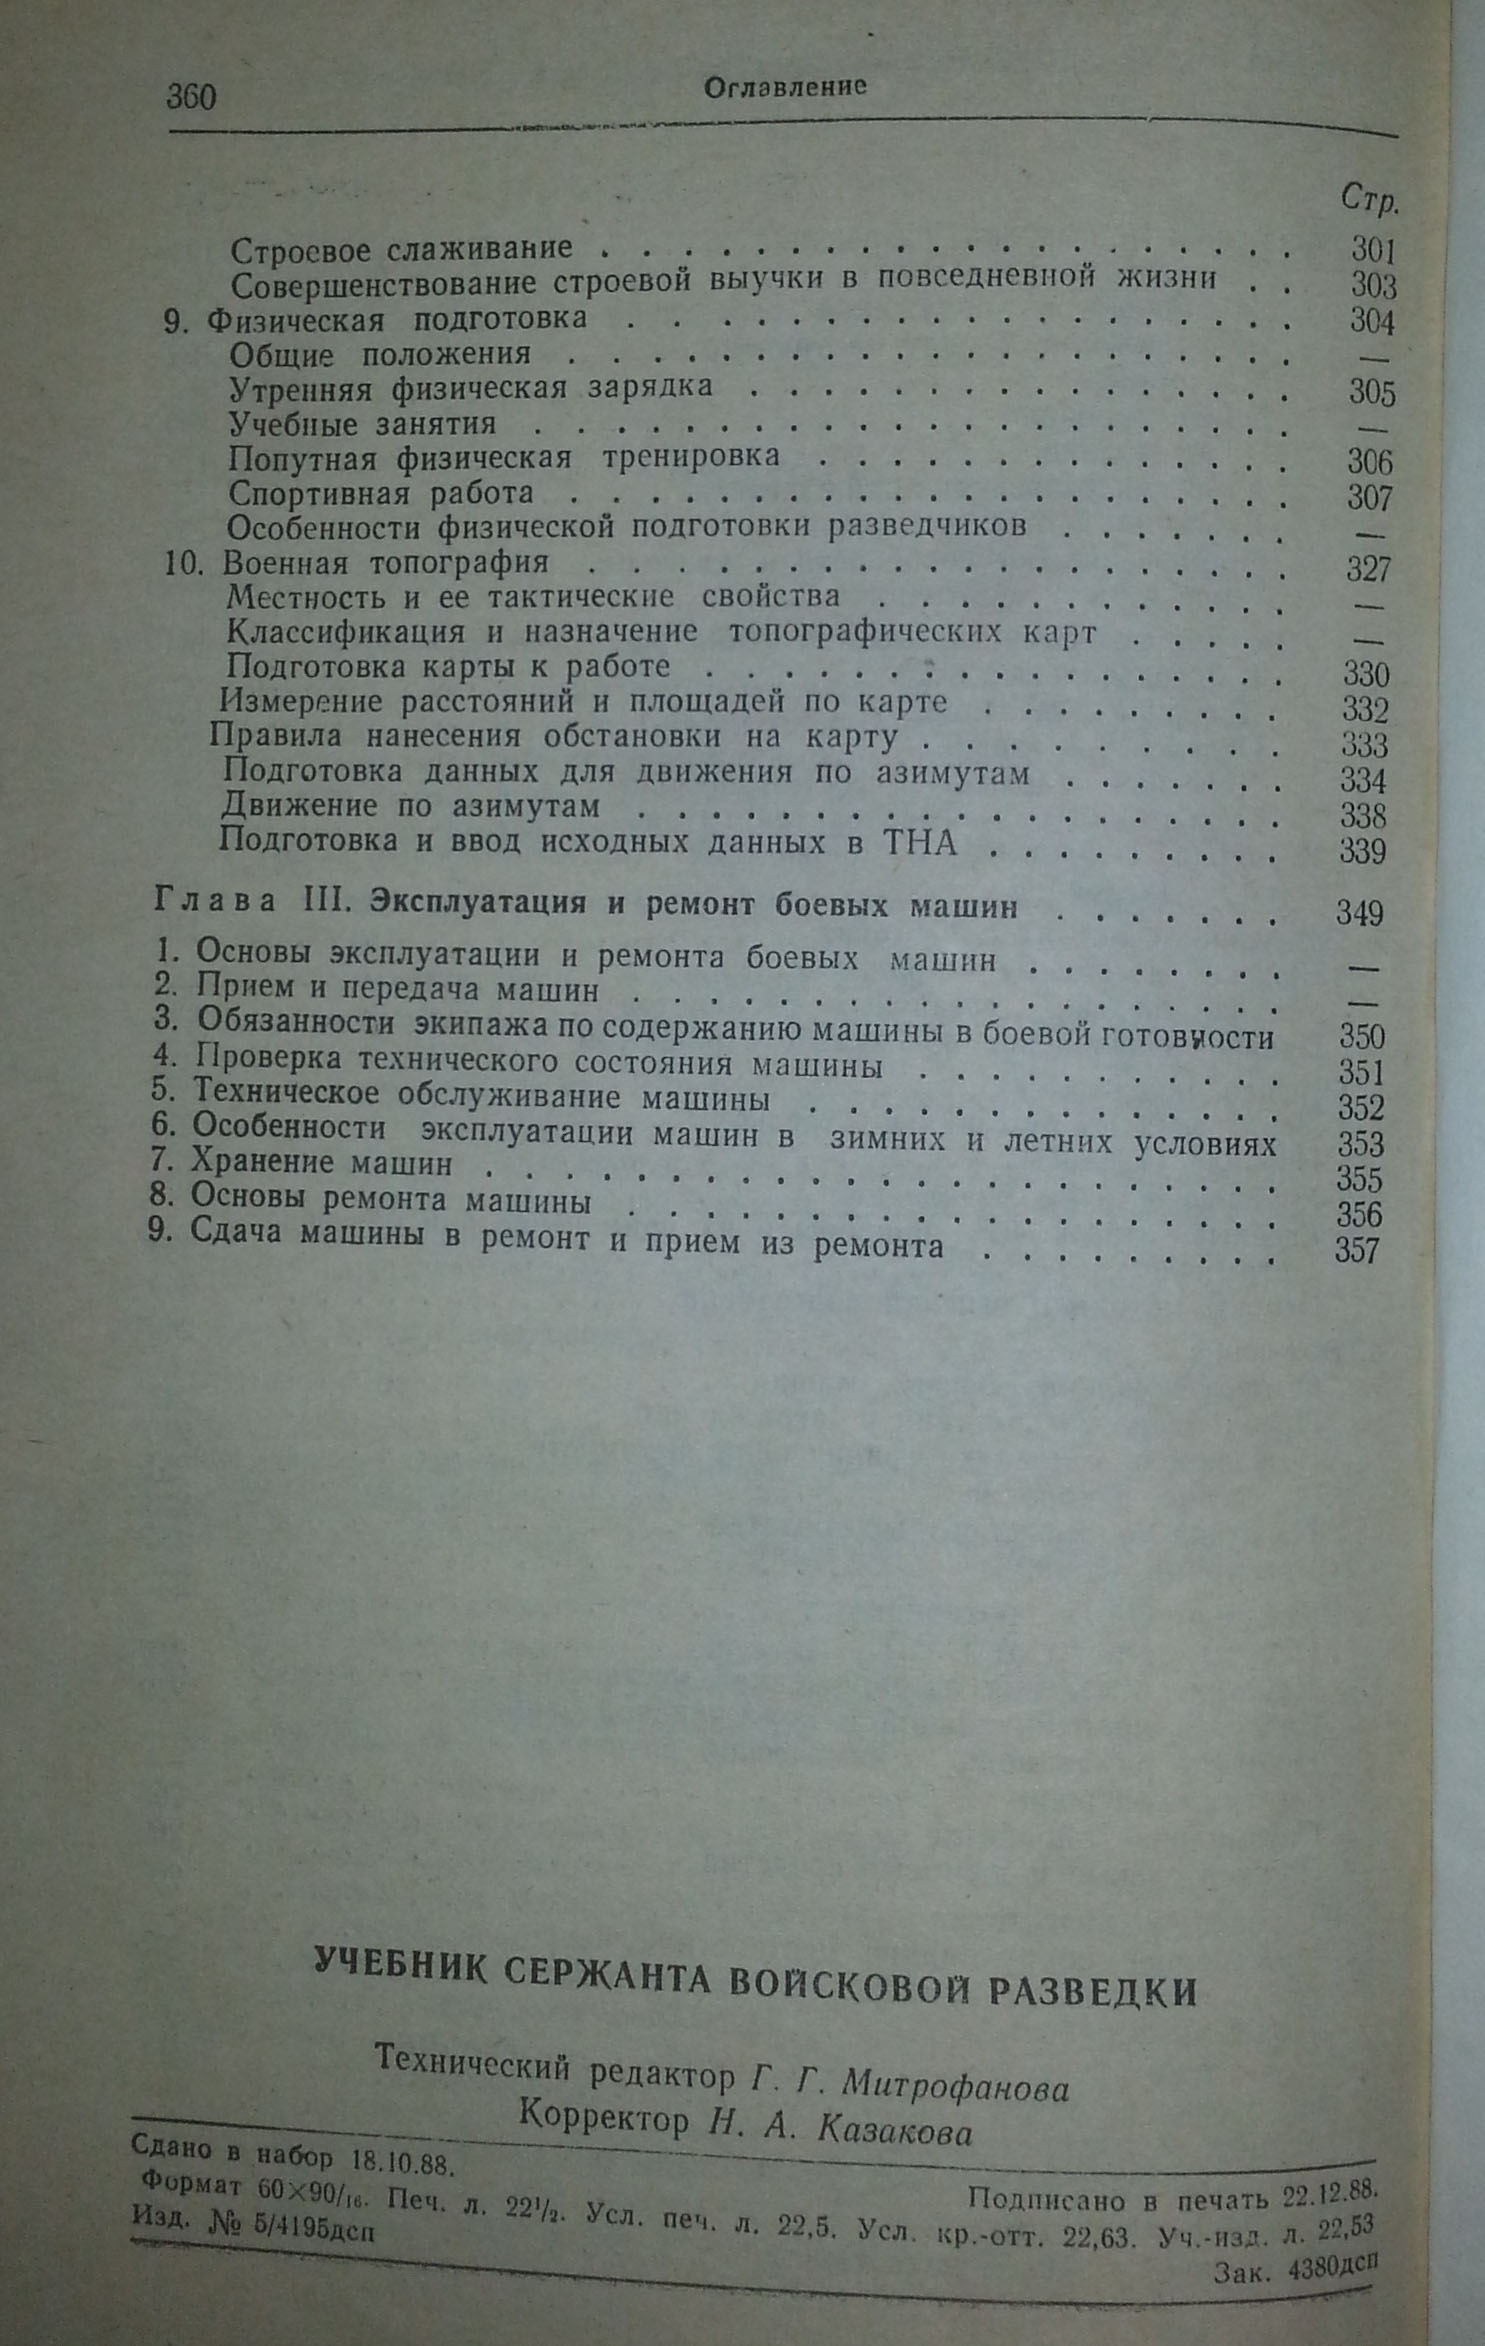 360 Оглавление
Стр.
Строевое слаживание . . . . . . . . . . . . . . . . . . 301
Совершенствование строевой выучки в повседневной жизни . . 303
9. Физическая подготовка . . . . . . . . . . . . . . . . . 304
Общие положения . . . . . . . . . . . . . . . . . . . —
Утренняя физическая зарядка . . . . . . . . . . . . . . 305
Учебные занятия . . . . . . . . . . . . . . . . . . . . —
Попутная физическая тренировка . . . . . . . . . . . . . 306
Спортивная работа . . . . . . . . . . . . . . . . . . . 307
Особенности физической подготовки разведчиков . . . . . . . —
10. Военная топография . . . . . . . . . . . . . . . . . . 327
Местность и ее тактические свойства . . . . . . . . . . . —
Классификация и назначение топографических карт . . . . . —
Подготовка карты к работе . . . . . . . . . . . . . . . 330
Измерение расстояний и площадей по карте . . . . . . . . . 332
Правила нанесения обстановки на карту . . . . . . . . . . 333
Подготовка данных для движения по азимутам . . . . . . . 334
Движение по азимутам . . . . . . . . . . . . . . . . . 338
Подготовка и ввод исходных данных в ТНА . . . . . . . . . 339
Глава III. Эксплуатация и ремонт боевых машин . . . . . . . 349
1. Основы эксплуатации и ремонта боевых машин . . . . . . . . —
2. Прием и передача машин . . . . . . . . . . . . . . . . . —
3. Обязанности экипажа по содержанию машины в боевой готовности 350
4. Проверка технического состояния машины . . . . . . . . . . 351
5. Техническое обслуживание машины . . . . . . . . . . . . . 352
6. Особенности эксплуатации машин в зимних и летних условиях 353
7. Хранение машин . . . . . . . . . . . . . . . . . . . . 355
8. Основы ремонта машины . . . . . . . . . . . . . . . . . 356
9. Сдача машины в ремонт и прием из ремонта . . . . . . . . . 357
УЧЕБНИК СЕРЖАНТА ВОЙСКОВОЙ РАЗВЕДКИ
Технический редактор Г. Г. Митрофанова
Корректор Н. А. Казакова
Сдано в набор 18.10.88. Подписано в печать 22.12.88.
Формат 60×90/16. Печ. л. 22½. Усл. печ. л. 22,5. Усл. кр.-отт. 22,63. Уч.-изд. л. 22,53
Изд. № 5/4195дсп Зак. 4380дсп